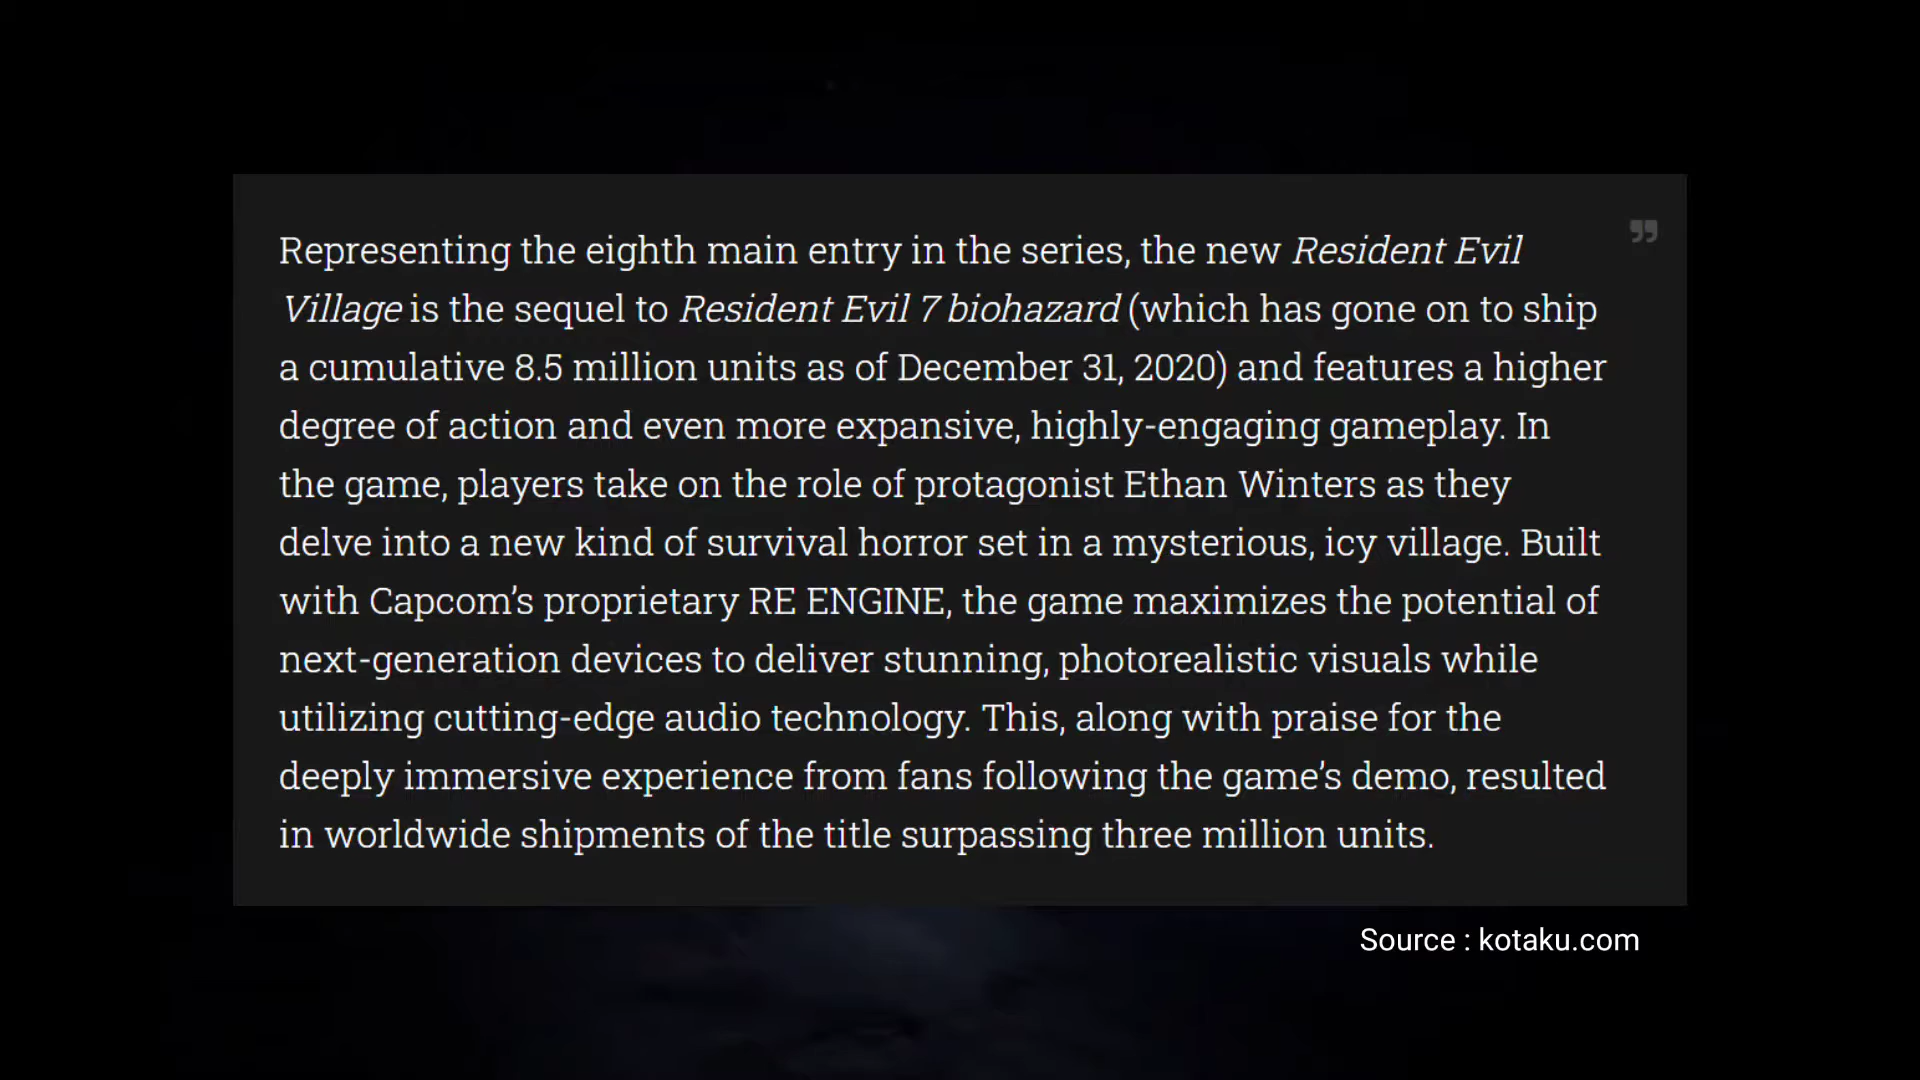 Representing the eighth main entry in the series, the new Resident Evil
Village is the sequel to Resident Evil 7 biohazard (which has gone on to ship
a cumulative 8.5 million units as of December 31, 2020) and features a higher
degree of action and even more expansive, highly-engaging gameplay. In
the game, players take on the role of protagonist Ethan Winters as they
delve into a new kind of survival horror set in a mysterious, icy village. Built
with Capcom’s proprietary RE ENGINE, the game maximizes the potential of
next-generation devices to deliver stunning, photorealistic visuals while
utilizing cutting-edge audio technology. This, along with praise for the
deeply immersive experience from fans following the game’s demo, resulted
in worldwide shipments of the title surpassing three million units.
Source : kotaku.com